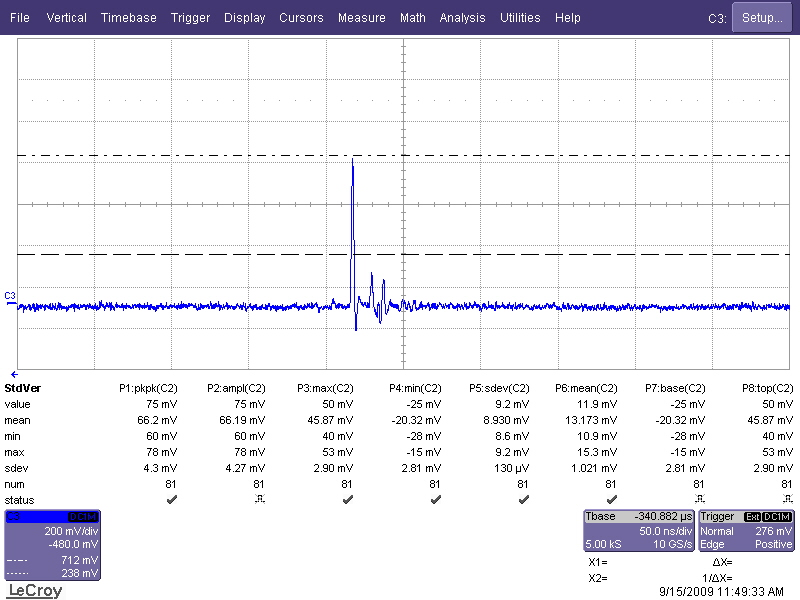 File Vertical Timebase Trigger Display Cursors Measure Math Analysis Utilities Help C3: Setup...
C3
StdVer P1:pkpk(C2) P2:ampl(C2) P3:max(C2) P4:min(C2) P5:sdev(C2) P6:mean(C2) P7:base(C2) P8:top(C2)
value 75 mV 75 mV 50 mV -25 mV 9.2 mV 11.9 mV -25 mV 50 mV
mean 66.2 mV 66.19 mV 45.87 mV -20.32 mV 8.930 mV 13.173 mV -20.32 mV 45.87 mV
min 60 mV 60 mV 40 mV -28 mV 8.6 mV 10.9 mV -28 mV 40 mV
max 78 mV 78 mV 53 mV -15 mV 9.2 mV 15.3 mV -15 mV 53 mV
sdev 4.3 mV 4.27 mV 2.90 mV 2.81 mV 130 µV 1.021 mV 2.81 mV 2.90 mV
num 81 81 81 81 81 81 81 81
status
C3 DC1M
200 mV/div
-480.0 mV
712 mV
238 mV
Tbase -340.882 µs
50.0 ns/div
5.00 kS 10 GS/s
Trigger Ext DC1M
Normal 276 mV
Edge Positive
X1= ΔX=
X2= 1/ΔX=
LeCroy
9/15/2009 11:49:33 AM